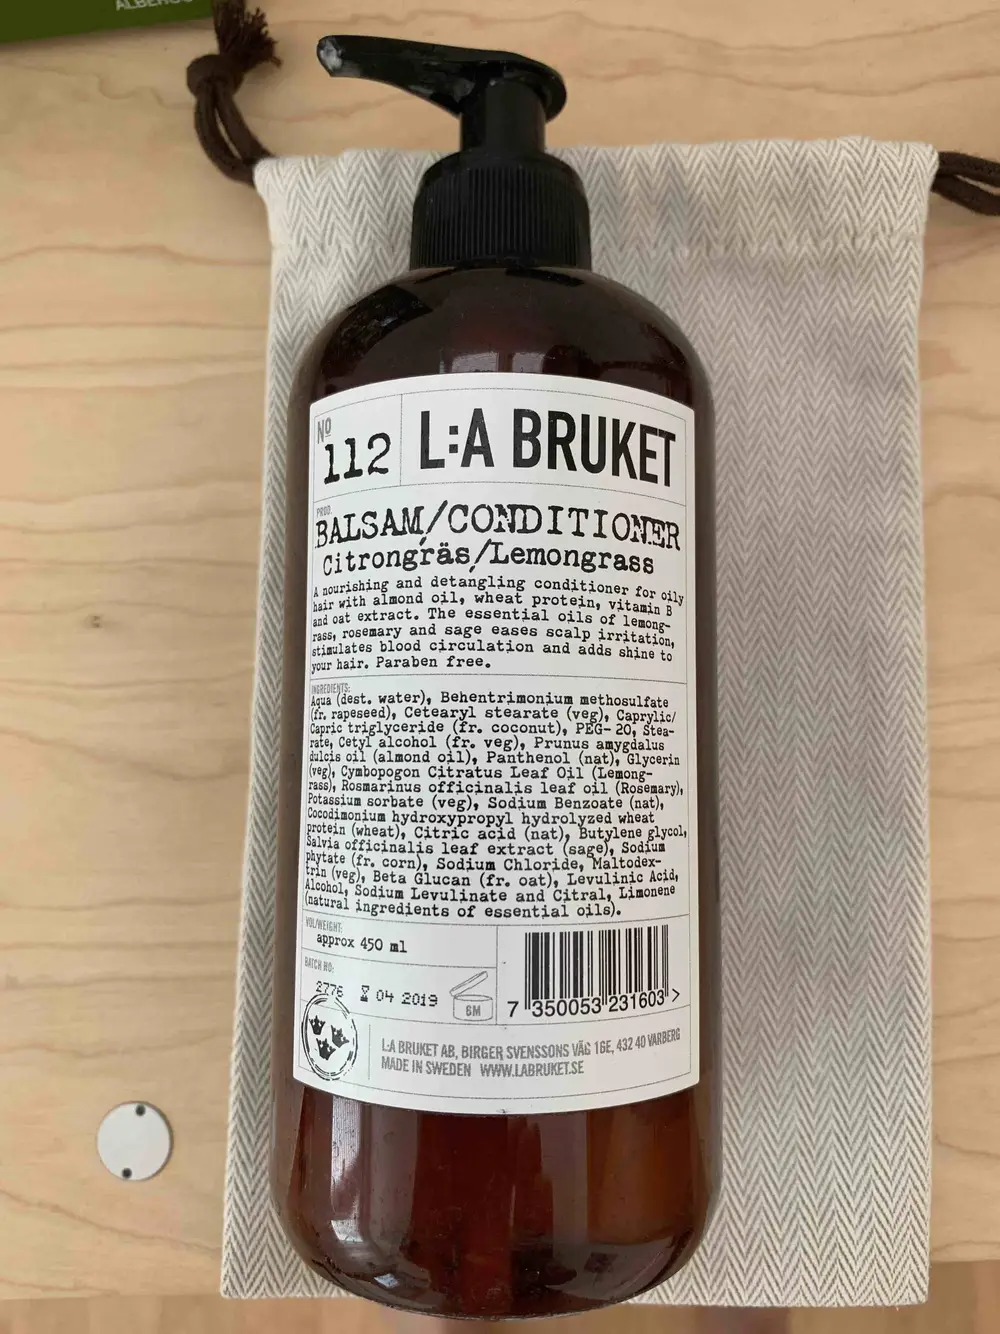 ALBERGO
Nº
112
L:A BRUKET
PROD.
BALSAM/CONDITIONER
Citrongräs/Lemongrass
A nourishing and detangling conditioner for oily
hair with almond oil, wheat protein, vitamin B
and oat extract. The essential oils of lemong-
rass, rosemary and sage eases scalp irritation,
stimulates blood circulation and adds shine to
your hair. Paraben free.
INGREDIENTS:
Aqua (dest. water), Behentrimonium methosulfate
(fr. rapeseed), Cetearyl stearate (veg), Caprylic/
Capric triglyceride (fr. coconut), PEG-20, Stea-
rate, Cetyl alcohol (fr. veg), Prunus amygdalus
dulcis oil (almond oil), Panthenol (nat), Glycerin
(veg), Cymbopogon Citratus Leaf Oil (Lemong-
rass), Rosmarinus officinalis leaf oil (Rosemary),
Potassium sorbate (veg), Sodium Benzoate (nat),
Cocodimonium hydroxypropyl hydrolyzed wheat
protein (wheat), Citric acid (nat), Butylene glycol,
Salvia officinalis leaf extract (sage), Sodium
phytate (fr. corn), Sodium Chloride, Maltodex-
trin (veg), Beta Glucan (fr. oat), Levulinic Acid,
Alcohol, Sodium Levulinate and Citral, Limonene
(natural ingredients of essential oils).
VOL/WEIGHT:
approx 450 ml
BATCH NO:
2776 04 2019
6M
7 350053 231603 >
L:A BRUKET AB, BIRGER SVENSSONS VÄG 16E, 432 40 VARBERG
MADE IN SWEDEN WWW.LABRUKET.SE